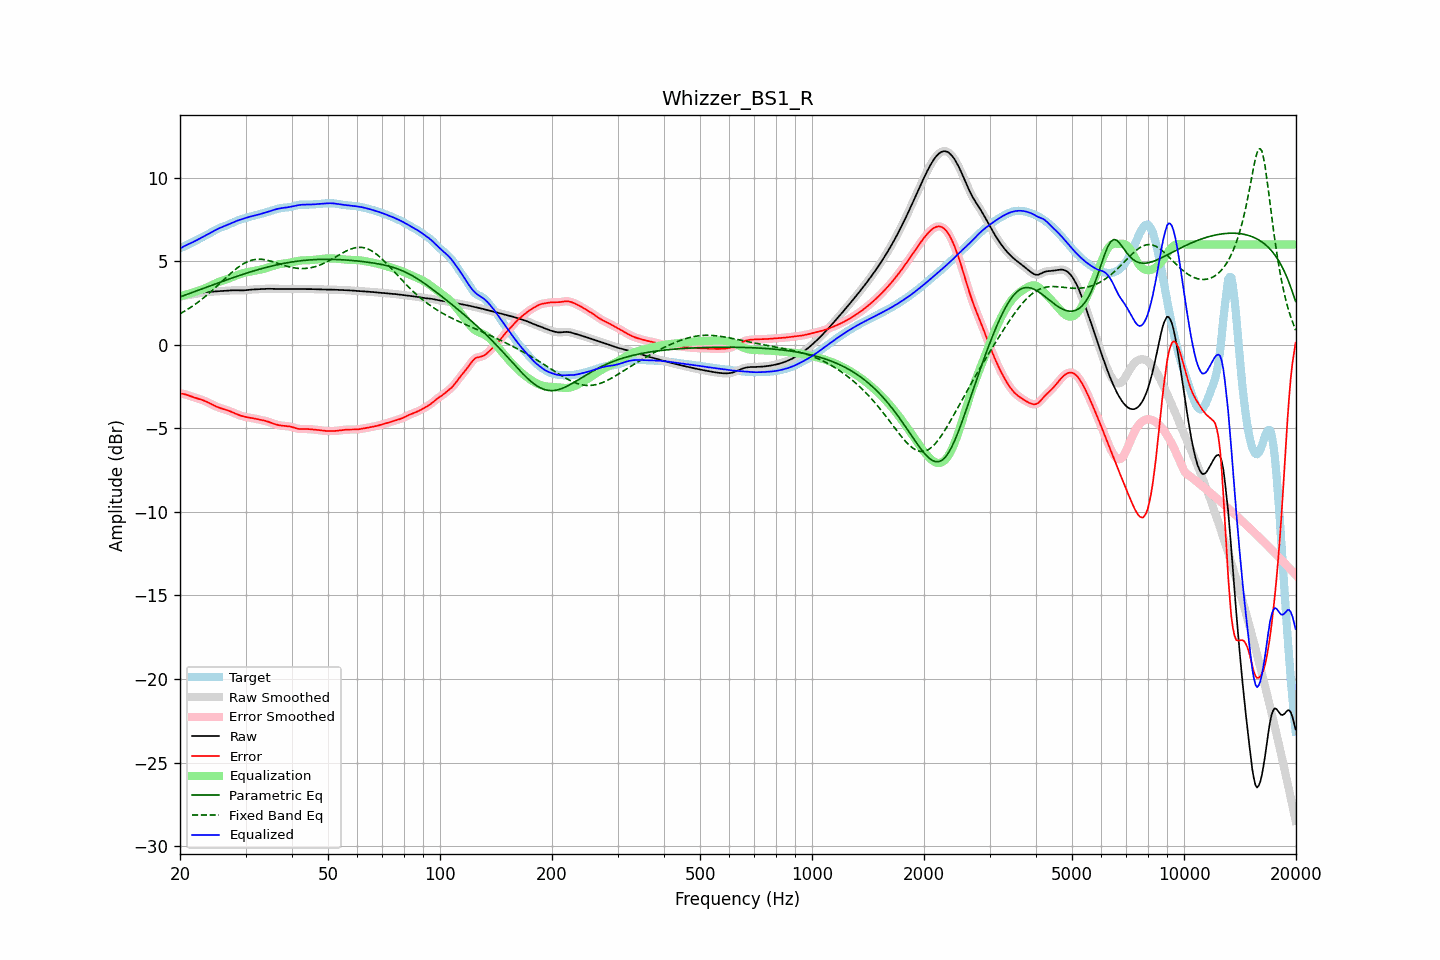 Whizzer_BS1_R
Amplitude (dBr)
10
5
0
−5
−10
−15
−20
−25
−30
Target
Raw Smoothed
Error Smoothed
Raw
Error
Equalization
Parametric Eq
Fixed Band Eq
Equalized
20 50 100 200 500 1000 2000 5000 10000 20000
Frequency (Hz)